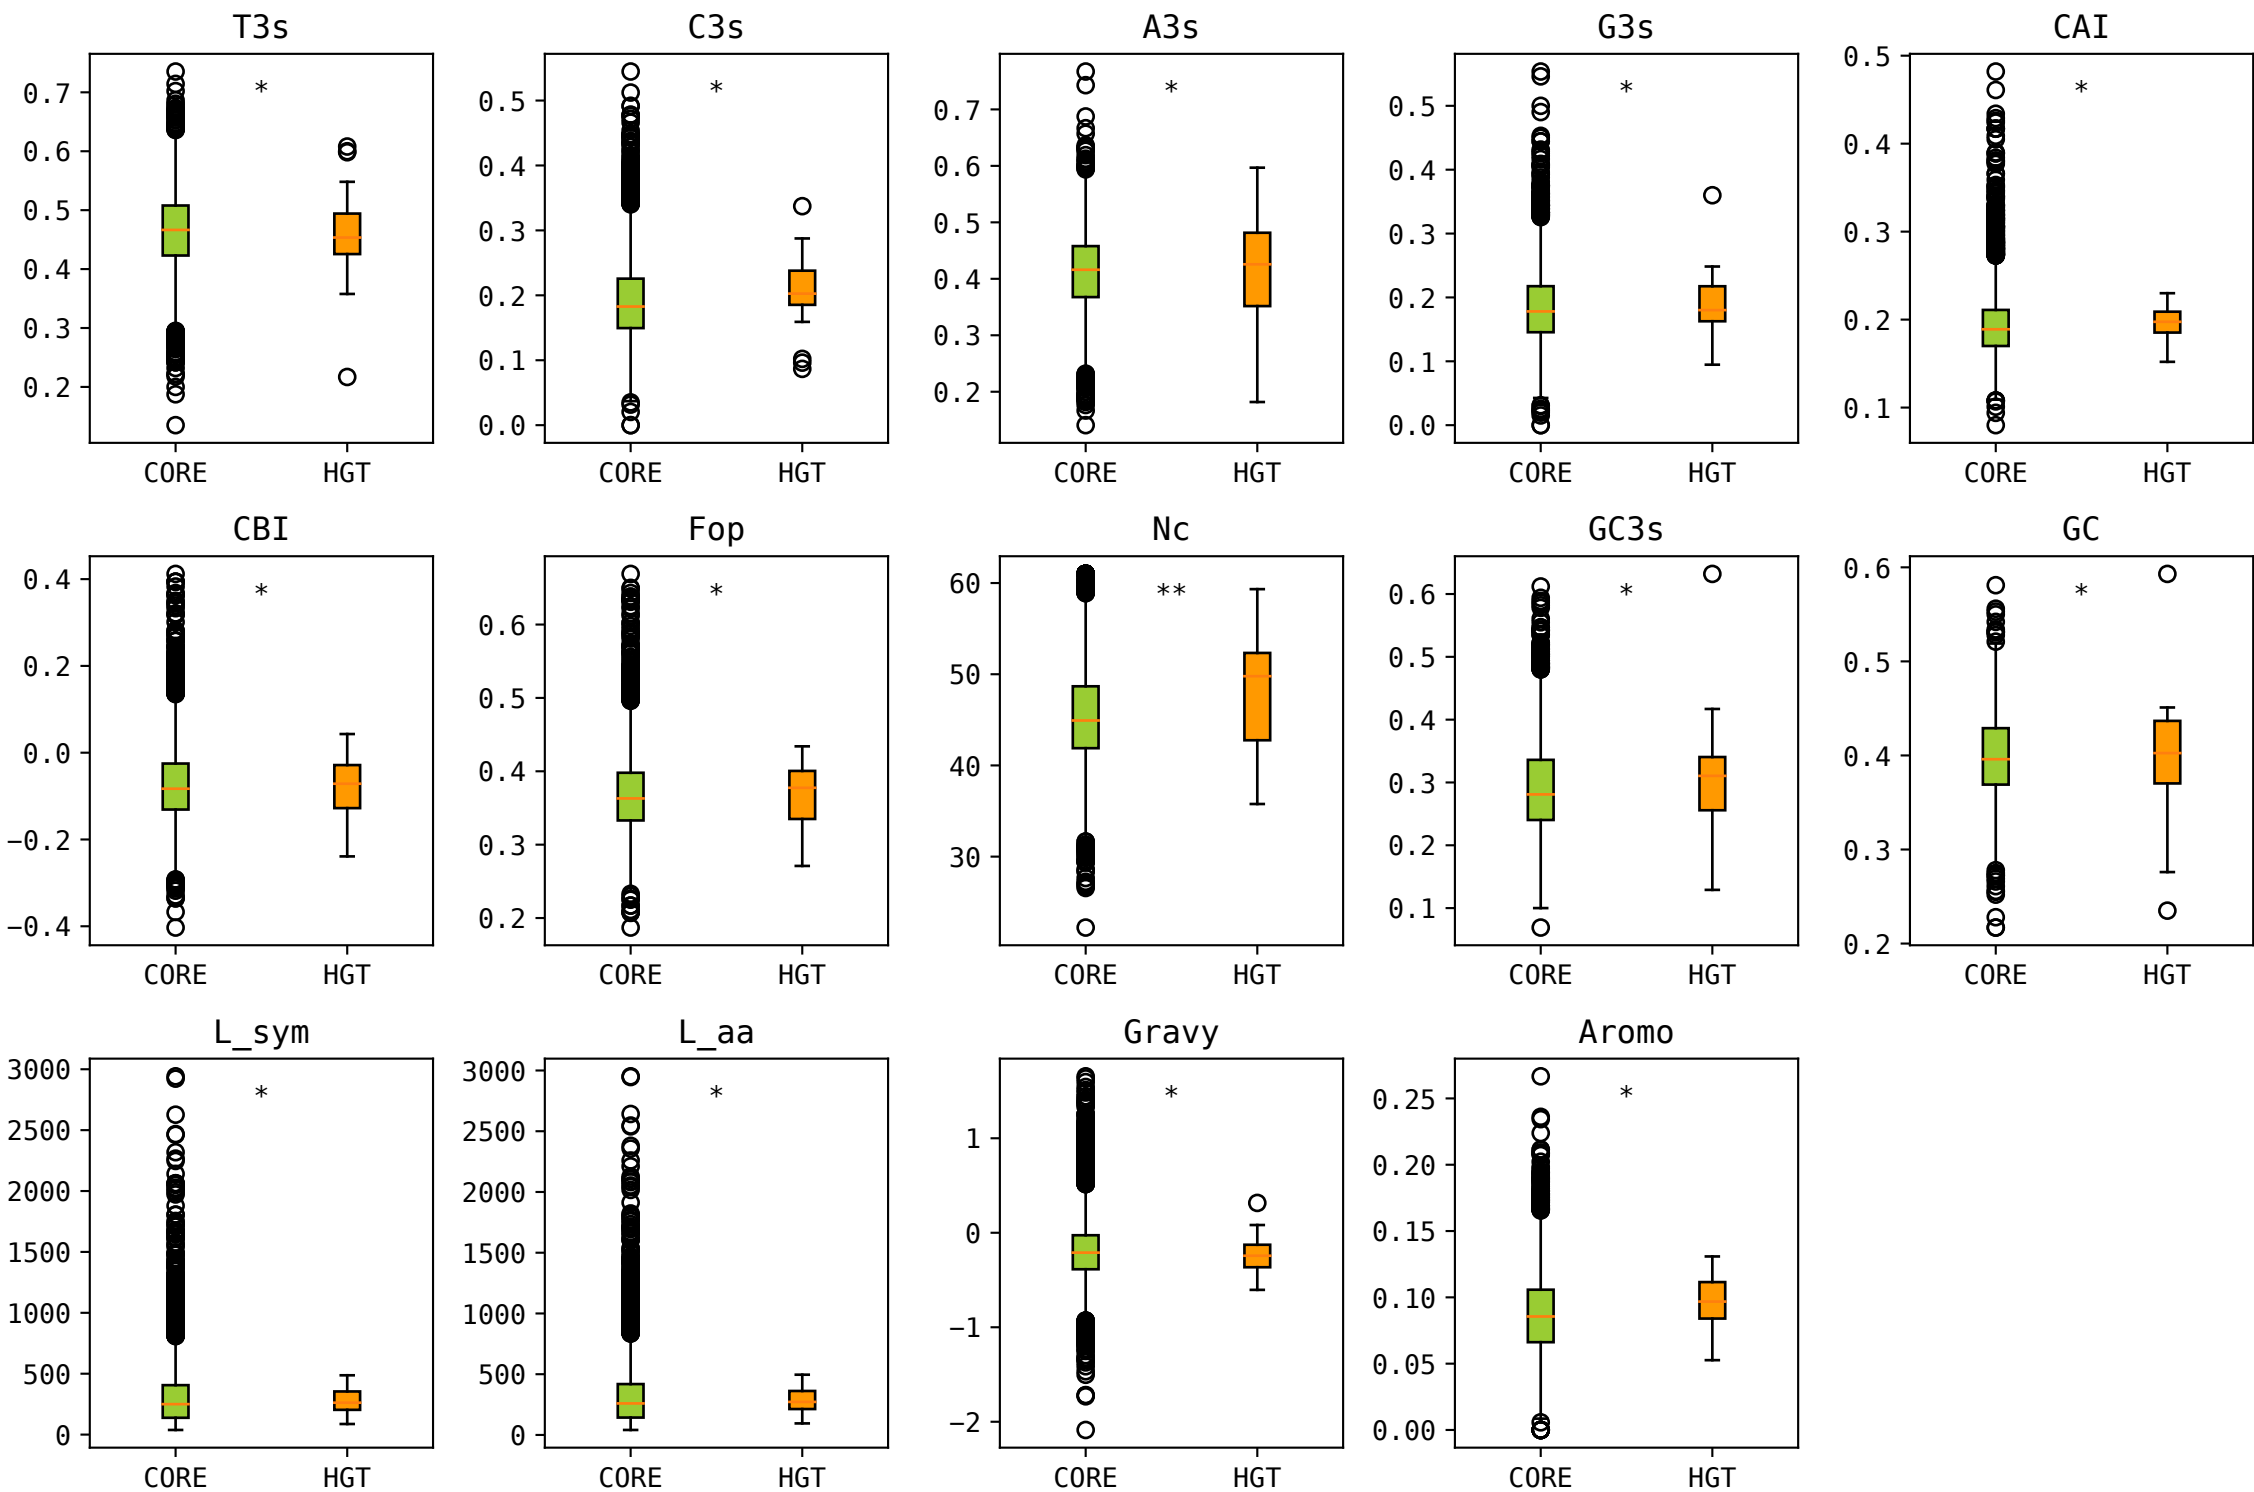 T3s
C3s
A3s
G3s
CAI
0.7
0.6
0.5
0.4
0.3
0.2
*
CORE
HGT
0.5
0.4
0.3
0.2
0.1
0.0
*
CORE
HGT
0.7
0.6
0.5
0.4
0.3
0.2
*
CORE
HGT
0.5
0.4
0.3
0.2
0.1
0.0
*
CORE
HGT
0.5
0.4
0.3
0.2
0.1
*
CORE
HGT
CBI
Fop
Nc
GC3s
GC
0.4
0.2
0.0
−0.2
−0.4
*
CORE
HGT
0.6
0.5
0.4
0.3
0.2
*
CORE
HGT
60
50
40
30
**
CORE
HGT
0.6
0.5
0.4
0.3
0.2
0.1
*
CORE
HGT
0.6
0.5
0.4
0.3
0.2
*
CORE
HGT
L_sym
L_aa
Gravy
Aromo
3000
2500
2000
1500
1000
500
0
*
CORE
HGT
3000
2500
2000
1500
1000
500
0
*
CORE
HGT
1
0
−1
−2
*
CORE
HGT
0.25
0.20
0.15
0.10
0.05
0.00
*
CORE
HGT